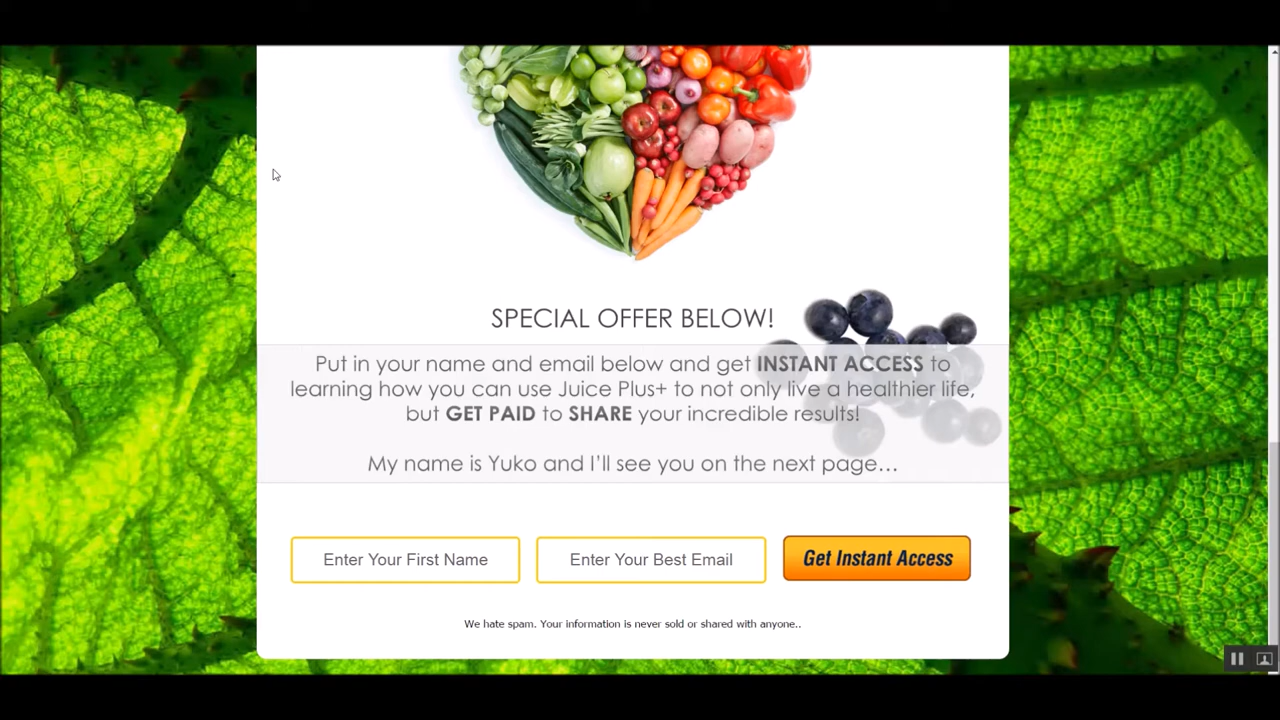 SPECIAL OFFER BELOW!
Put in your name and email below and get INSTANT ACCESS to
learning how you can use Juice Plus+ to not only live a healthier life,
but GET PAID to SHARE your incredible results!
My name is Yuko and I’ll see you on the next page...
Enter Your First Name
Enter Your Best Email
Get Instant Access
We hate spam. Your information is never sold or shared with anyone..